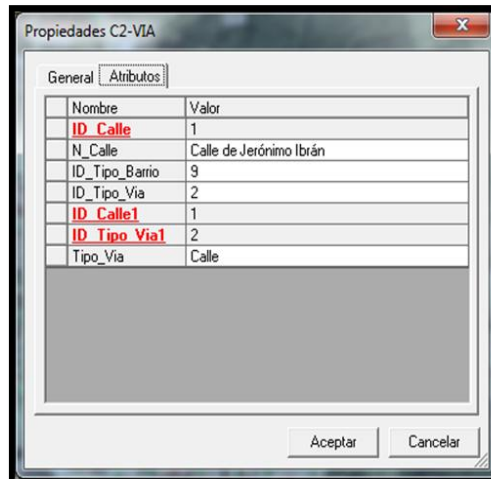 Propiedades C2-VIA
General Atributos
Nombre Valor
ID_Calle 1
N_Calle Calle de Jerónimo Ibrán
ID_Tipo_Barrio 9
ID_Tipo_Via 2
ID_Calle1 1
ID_Tipo_Via1 2
Tipo_Via Calle
Aceptar Cancelar